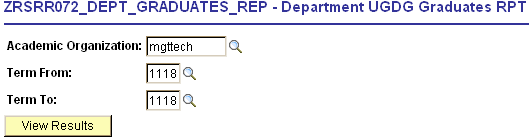 ZRSRR072_DEPT_GRADUATES_REP - Department UGDG Graduates RPT
Academic Organization: mgttech
Term From: 1118
Term To: 1118
View Results